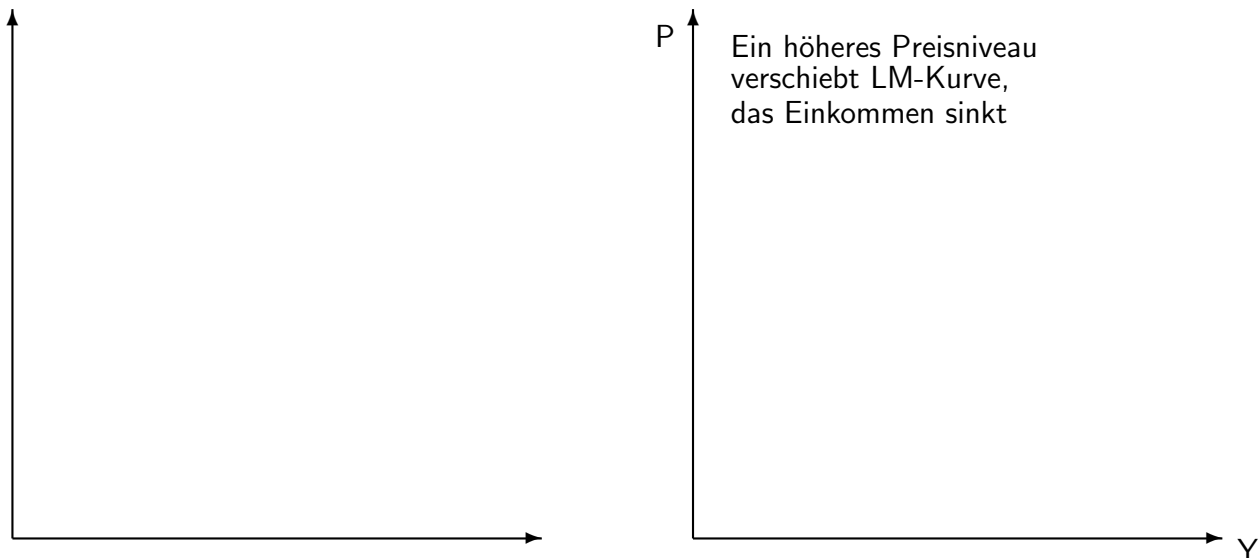 P
Ein höheres Preisniveau
verschiebt LM-Kurve,
das Einkommen sinkt
Y